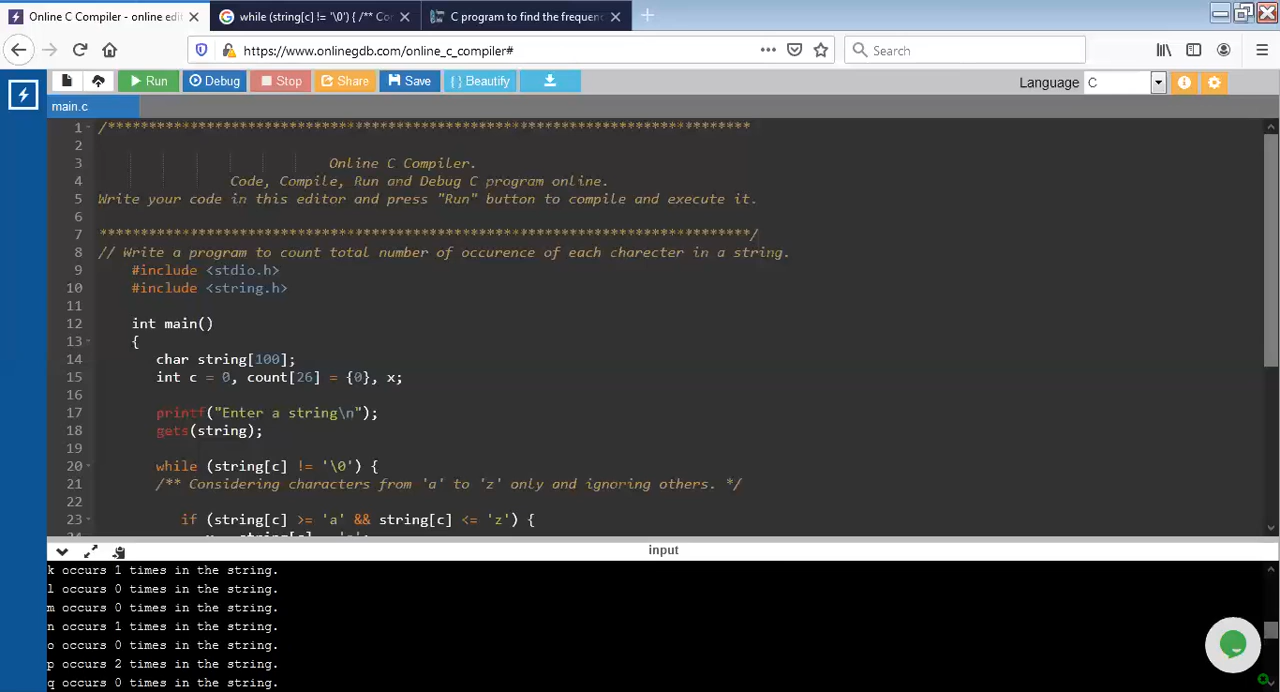 Online C Compiler - online edit
while (string[c] != '\0') { /** Con
C program to find the frequen
https://www.onlinegdb.com/online_c_compiler#
Search
Run
Debug
Stop
Share
Save
{ } Beautify
Language
C
main.c
1 /******************************************************************************
2
3 Online C Compiler.
4 Code, Compile, Run and Debug C program online.
5 Write your code in this editor and press "Run" button to compile and execute it.
6
7 *******************************************************************************/
8 // Write a program to count total number of occurence of each charecter in a string.
9 #include <stdio.h>
10 #include <string.h>
11
12 int main()
13 {
14 char string[100];
15 int c = 0, count[26] = {0}, x;
16
17 printf("Enter a string\n");
18 gets(string);
19
20 while (string[c] != '\0') {
21 /** Considering characters from 'a' to 'z' only and ignoring others. */
22
23 if (string[c] >= 'a' && string[c] <= 'z') {
input
k occurs 1 times in the string.
l occurs 0 times in the string.
m occurs 0 times in the string.
n occurs 1 times in the string.
o occurs 0 times in the string.
p occurs 2 times in the string.
q occurs 0 times in the string.